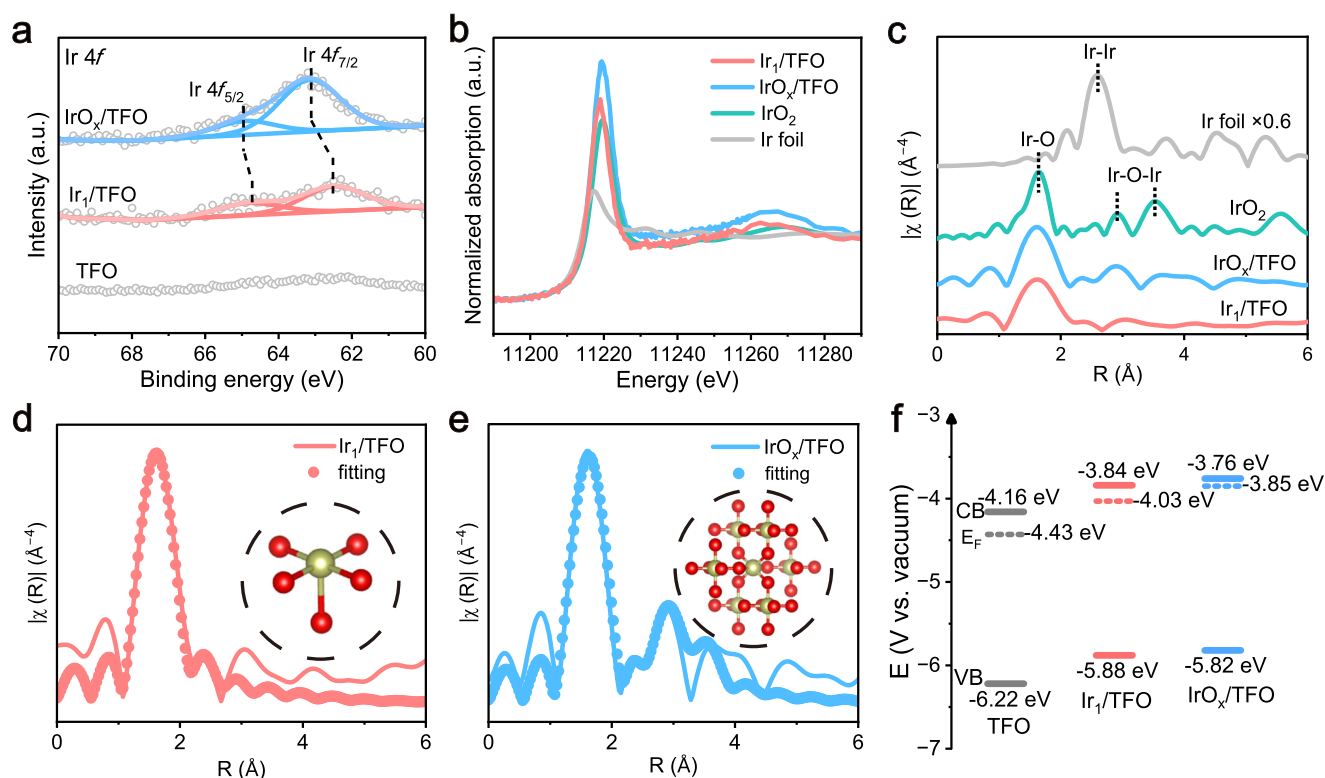 a
Ir 4f
Ir 4f7/2
Ir 4f5/2
IrOx/TFO
Ir1/TFO
TFO
Intensity (a.u.)
70 68 66 64 62 60
Binding energy (eV)
b
Ir1/TFO
IrOx/TFO
IrO2
Ir foil
Normalized absorption (a.u.)
11200 11220 11240 11260 11280
Energy (eV)
c
Ir-Ir
Ir foil ×0.6
Ir-O
Ir-O-Ir
IrO2
IrOx/TFO
Ir1/TFO
|χ (R)| (Å⁻⁴)
0 2 4 6
R (Å)
d
Ir1/TFO
fitting
|χ (R)| (Å⁻⁴)
0 2 4 6
R (Å)
e
IrOx/TFO
fitting
|χ (R)| (Å⁻⁴)
0 2 4 6
R (Å)
f
E (V vs. vacuum)
−3
−4
−5
−6
−7
CB
-4.16 eV
EF
-4.43 eV
VB
-6.22 eV
TFO
-3.84 eV
-4.03 eV
-5.88 eV
Ir1/TFO
-3.76 eV
-3.85 eV
-5.82 eV
IrOx/TFO